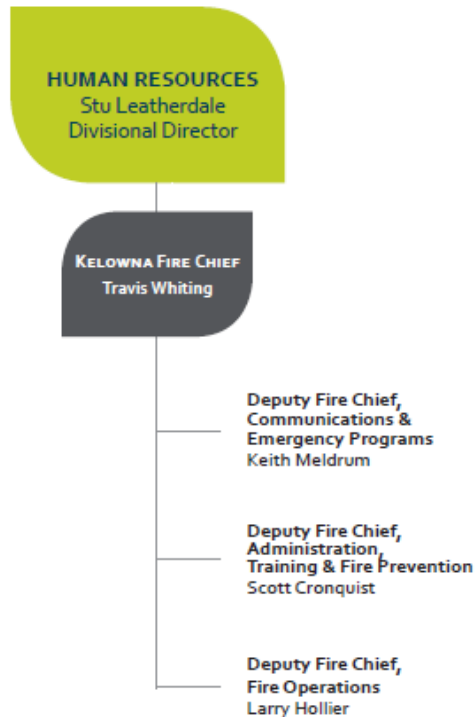 HUMAN RESOURCES
Stu Leatherdale
Divisional Director
KELOWNA FIRE CHIEF
Travis Whiting
Deputy Fire Chief,
Communications &
Emergency Programs
Keith Meldrum
Deputy Fire Chief,
Administration,
Training & Fire Prevention
Scott Cronquist
Deputy Fire Chief,
Fire Operations
Larry Hollier